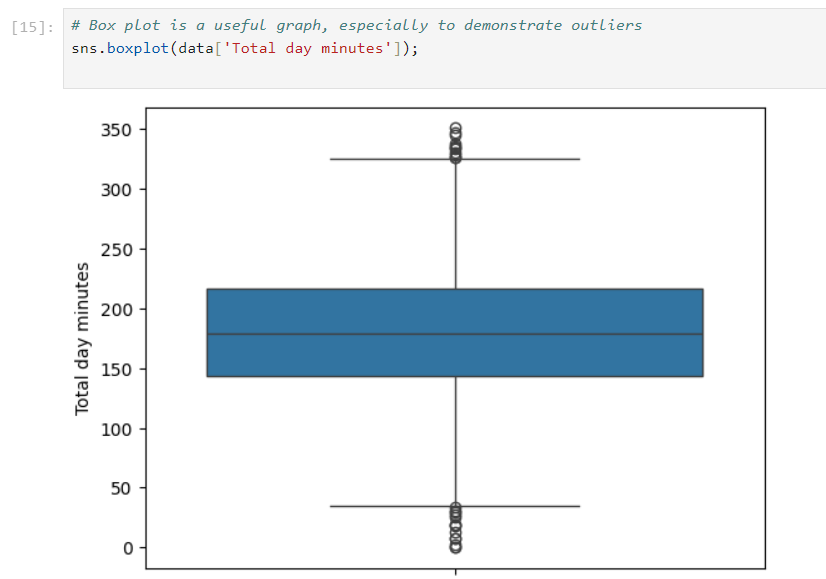 [15]: # Box plot is a useful graph, especially to demonstrate outliers
sns.boxplot(data['Total day minutes']);
350
300
250
200
150
100
50
0
Total day minutes